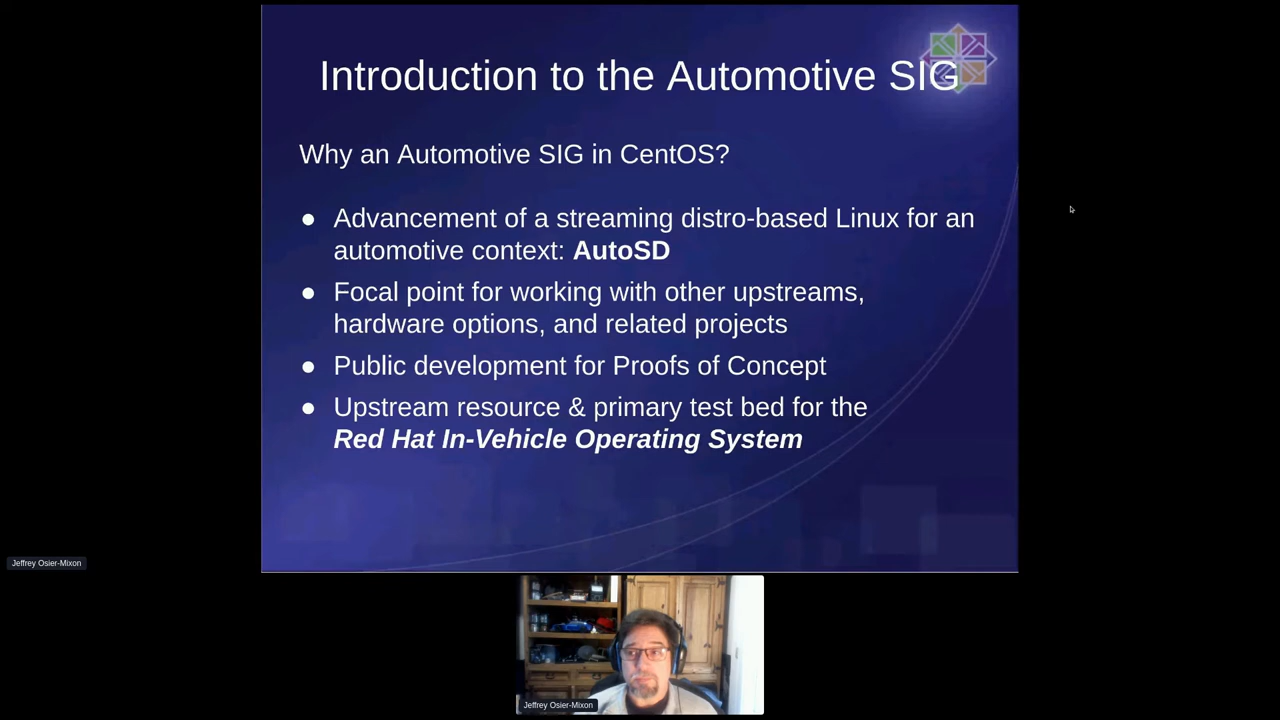 Introduction to the Automotive SIG
Why an Automotive SIG in CentOS?
● Advancement of a streaming distro-based Linux for an
automotive context: AutoSD
● Focal point for working with other upstreams,
hardware options, and related projects
● Public development for Proofs of Concept
● Upstream resource & primary test bed for the
Red Hat In-Vehicle Operating System
Jeffrey Osier-Mixon
Jeffrey Osier-Mixon